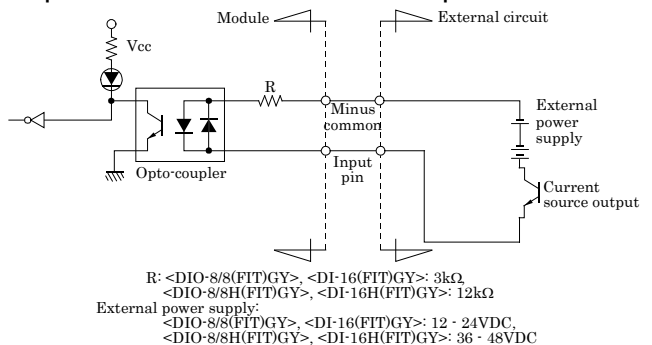 Module
External circuit
Vcc
R
Minus
common
External
power
supply
Opto-coupler
Input
pin
Current
source output
R: <DIO-8/8(FIT)GY>, <DI-16(FIT)GY>: 3kΩ,
<DIO-8/8H(FIT)GY>, <DI-16H(FIT)GY>: 12kΩ
External power supply:
<DIO-8/8(FIT)GY>, <DI-16(FIT)GY>: 12 - 24VDC,
<DIO-8/8H(FIT)GY>, <DI-16H(FIT)GY>: 36 - 48VDC